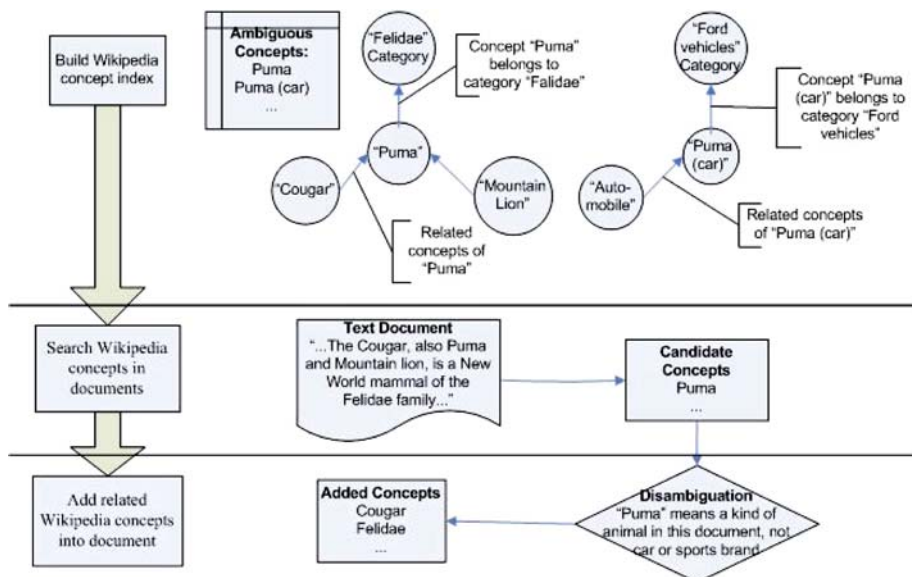 Build Wikipedia
concept index
Ambiguous
Concepts:
Puma
Puma (car)
...
“Felidae”
Category
Concept “Puma”
belongs to
category “Falidae”
“Puma”
“Cougar”
“Mountain
Lion”
Related
concepts of
“Puma”
“Ford
vehicles”
Category
Concept “Puma
(car)” belongs to
category “Ford
vehicles”
“Puma
(car)”
“Auto-
mobile”
Related concepts
of “Puma (car)”
Search Wikipedia
concepts in
documents
Text Document
“...The Cougar, also Puma
and Mountain lion, is a New
World mammal of the
Felidae family...”
Candidate
Concepts
Puma
...
Add related
Wikipedia concepts
into document
Added Concepts
Cougar
Felidae
...
Disambiguation
“Puma” means a kind of
animal in this document, not
car or sports brand